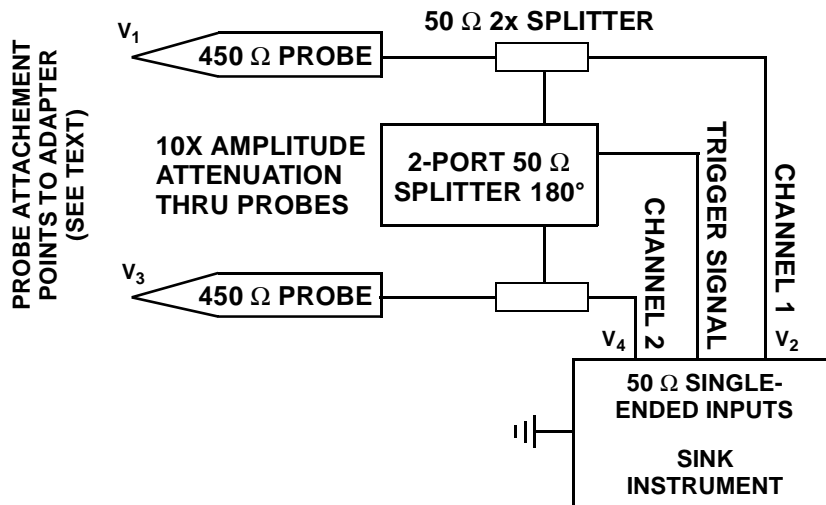 50 Ω 2x SPLITTER
V1
450 Ω PROBE
PROBE ATTACHEMENT
POINTS TO ADAPTER
(SEE TEXT)
10X AMPLITUDE
ATTENUATION
THRU PROBES
2-PORT 50 Ω
SPLITTER 180°
TRIGGER SIGNAL
CHANNEL 1
CHANNEL 2
V3
450 Ω PROBE
V4
V2
50 Ω SINGLE-
ENDED INPUTS
SINK
INSTRUMENT